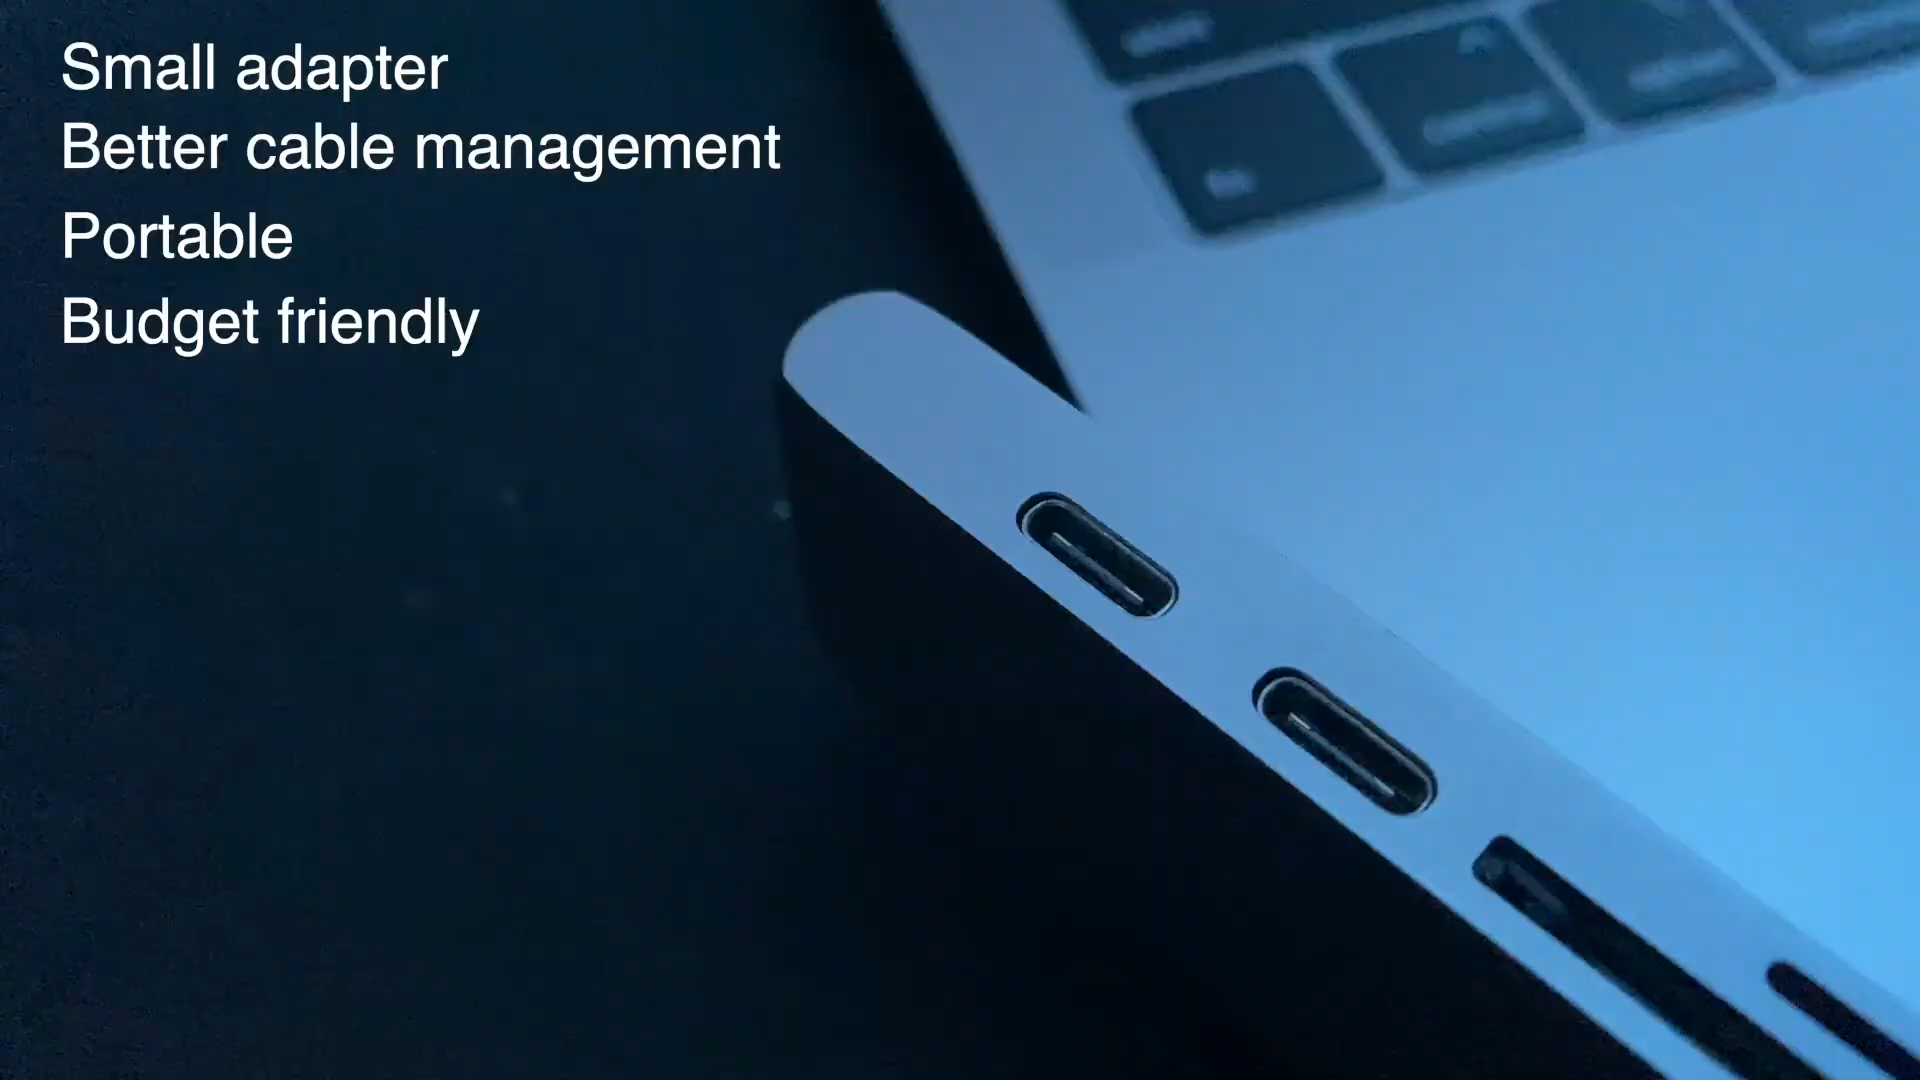 Small adapter
Better cable management
Portable
Budget friendly